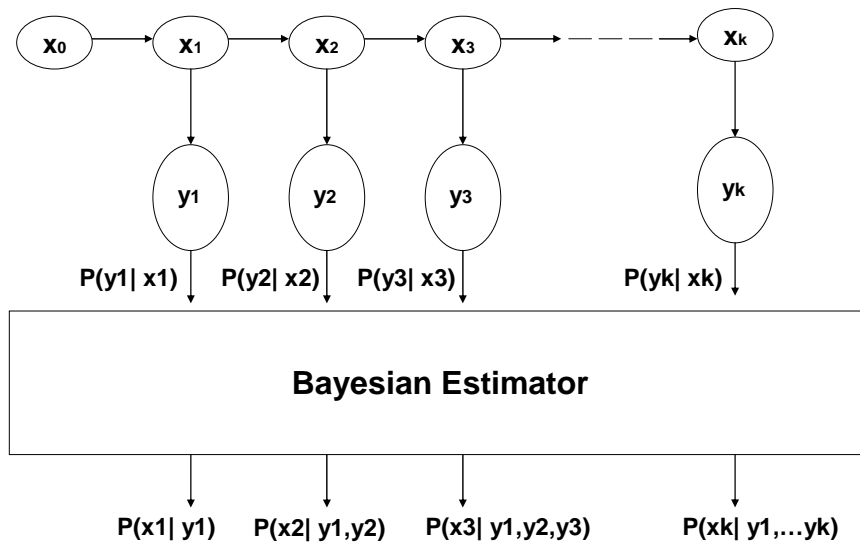 x0 x1 x2 x3 xk
y1 y2 y3 yk
P(y1| x1) P(y2| x2) P(y3| x3) P(yk| xk)
Bayesian Estimator
P(x1| y1) P(x2| y1,y2) P(x3| y1,y2,y3) P(xk| y1,…yk)